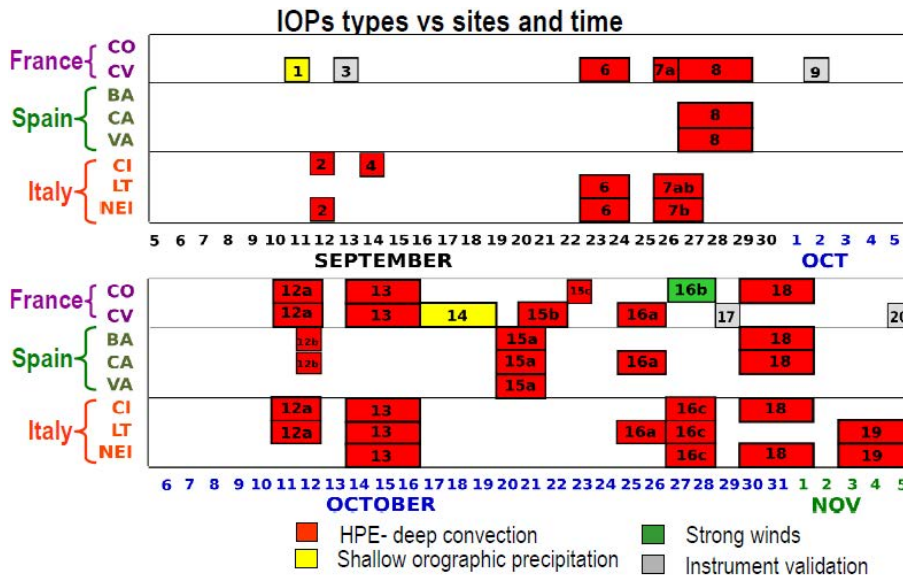 IOPs types vs sites and time
France { CO
CV 1 3 6 7a 8 9
Spain { BA
CA 8
VA 8
Italy { CI 2 4
LT 6 7ab
NEI 2 6 7b
5 6 7 8 9 10 11 12 13 14 15 16 17 18 19 20 21 22 23 24 25 26 27 28 29 30 1 2 3 4 5
SEPTEMBER OCT
France { CO 12a 13 15c 16b 18
CV 12a 13 14 15b 16a 17 20
Spain { BA 12b 15a 18
CA 12b 15a 16a 18
VA 15a
Italy { CI 12a 13 16c 18
LT 12a 13 16a 16c 19
NEI 13 16c 18 19
6 7 8 9 10 11 12 13 14 15 16 17 18 19 20 21 22 23 24 25 26 27 28 29 30 31 1 2 3 4 5
OCTOBER NOV
HPE- deep convection Strong winds
Shallow orographic precipitation Instrument validation